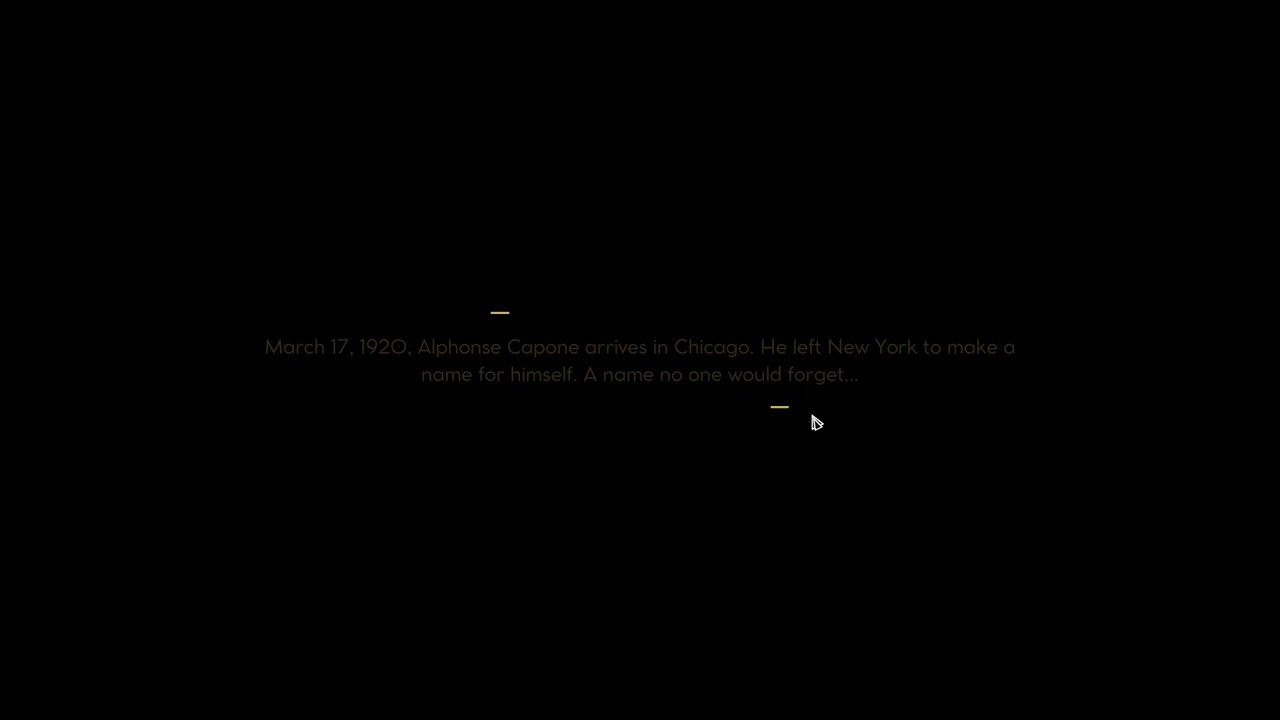 March 17, 1920, Alphonse Capone arrives in Chicago. He left New York to make a
name for himself. A name no one would forget...